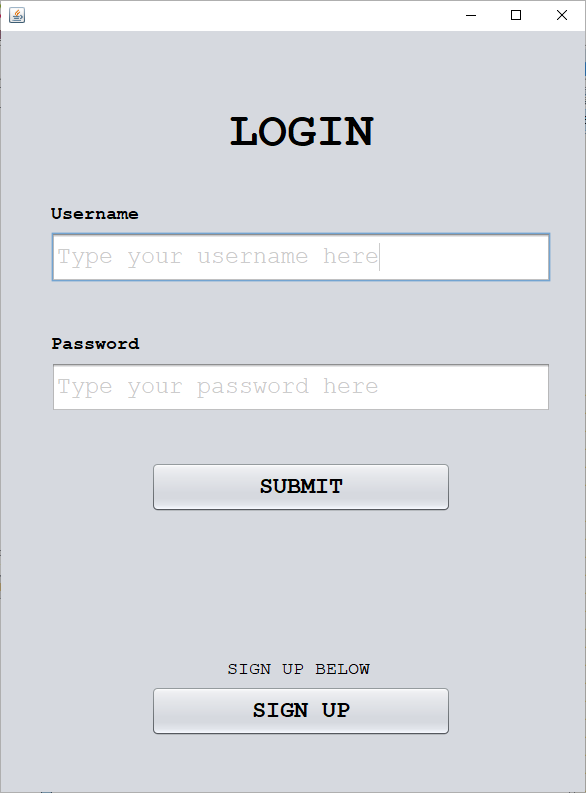 LOGIN
Username
Type your username here
Password
Type your password here
SUBMIT
SIGN UP BELOW
SIGN UP